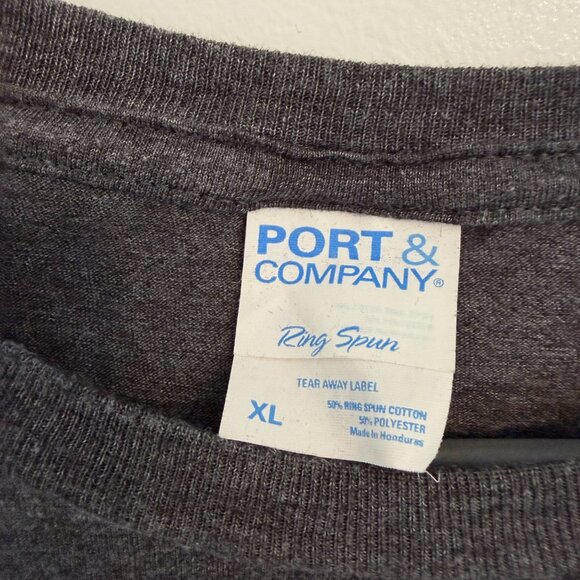 PORT &
COMPANY®
Ring Spun
TEAR AWAY LABEL
XL
50% RING SPUN COTTON
50% POLYESTER
Made In Honduras